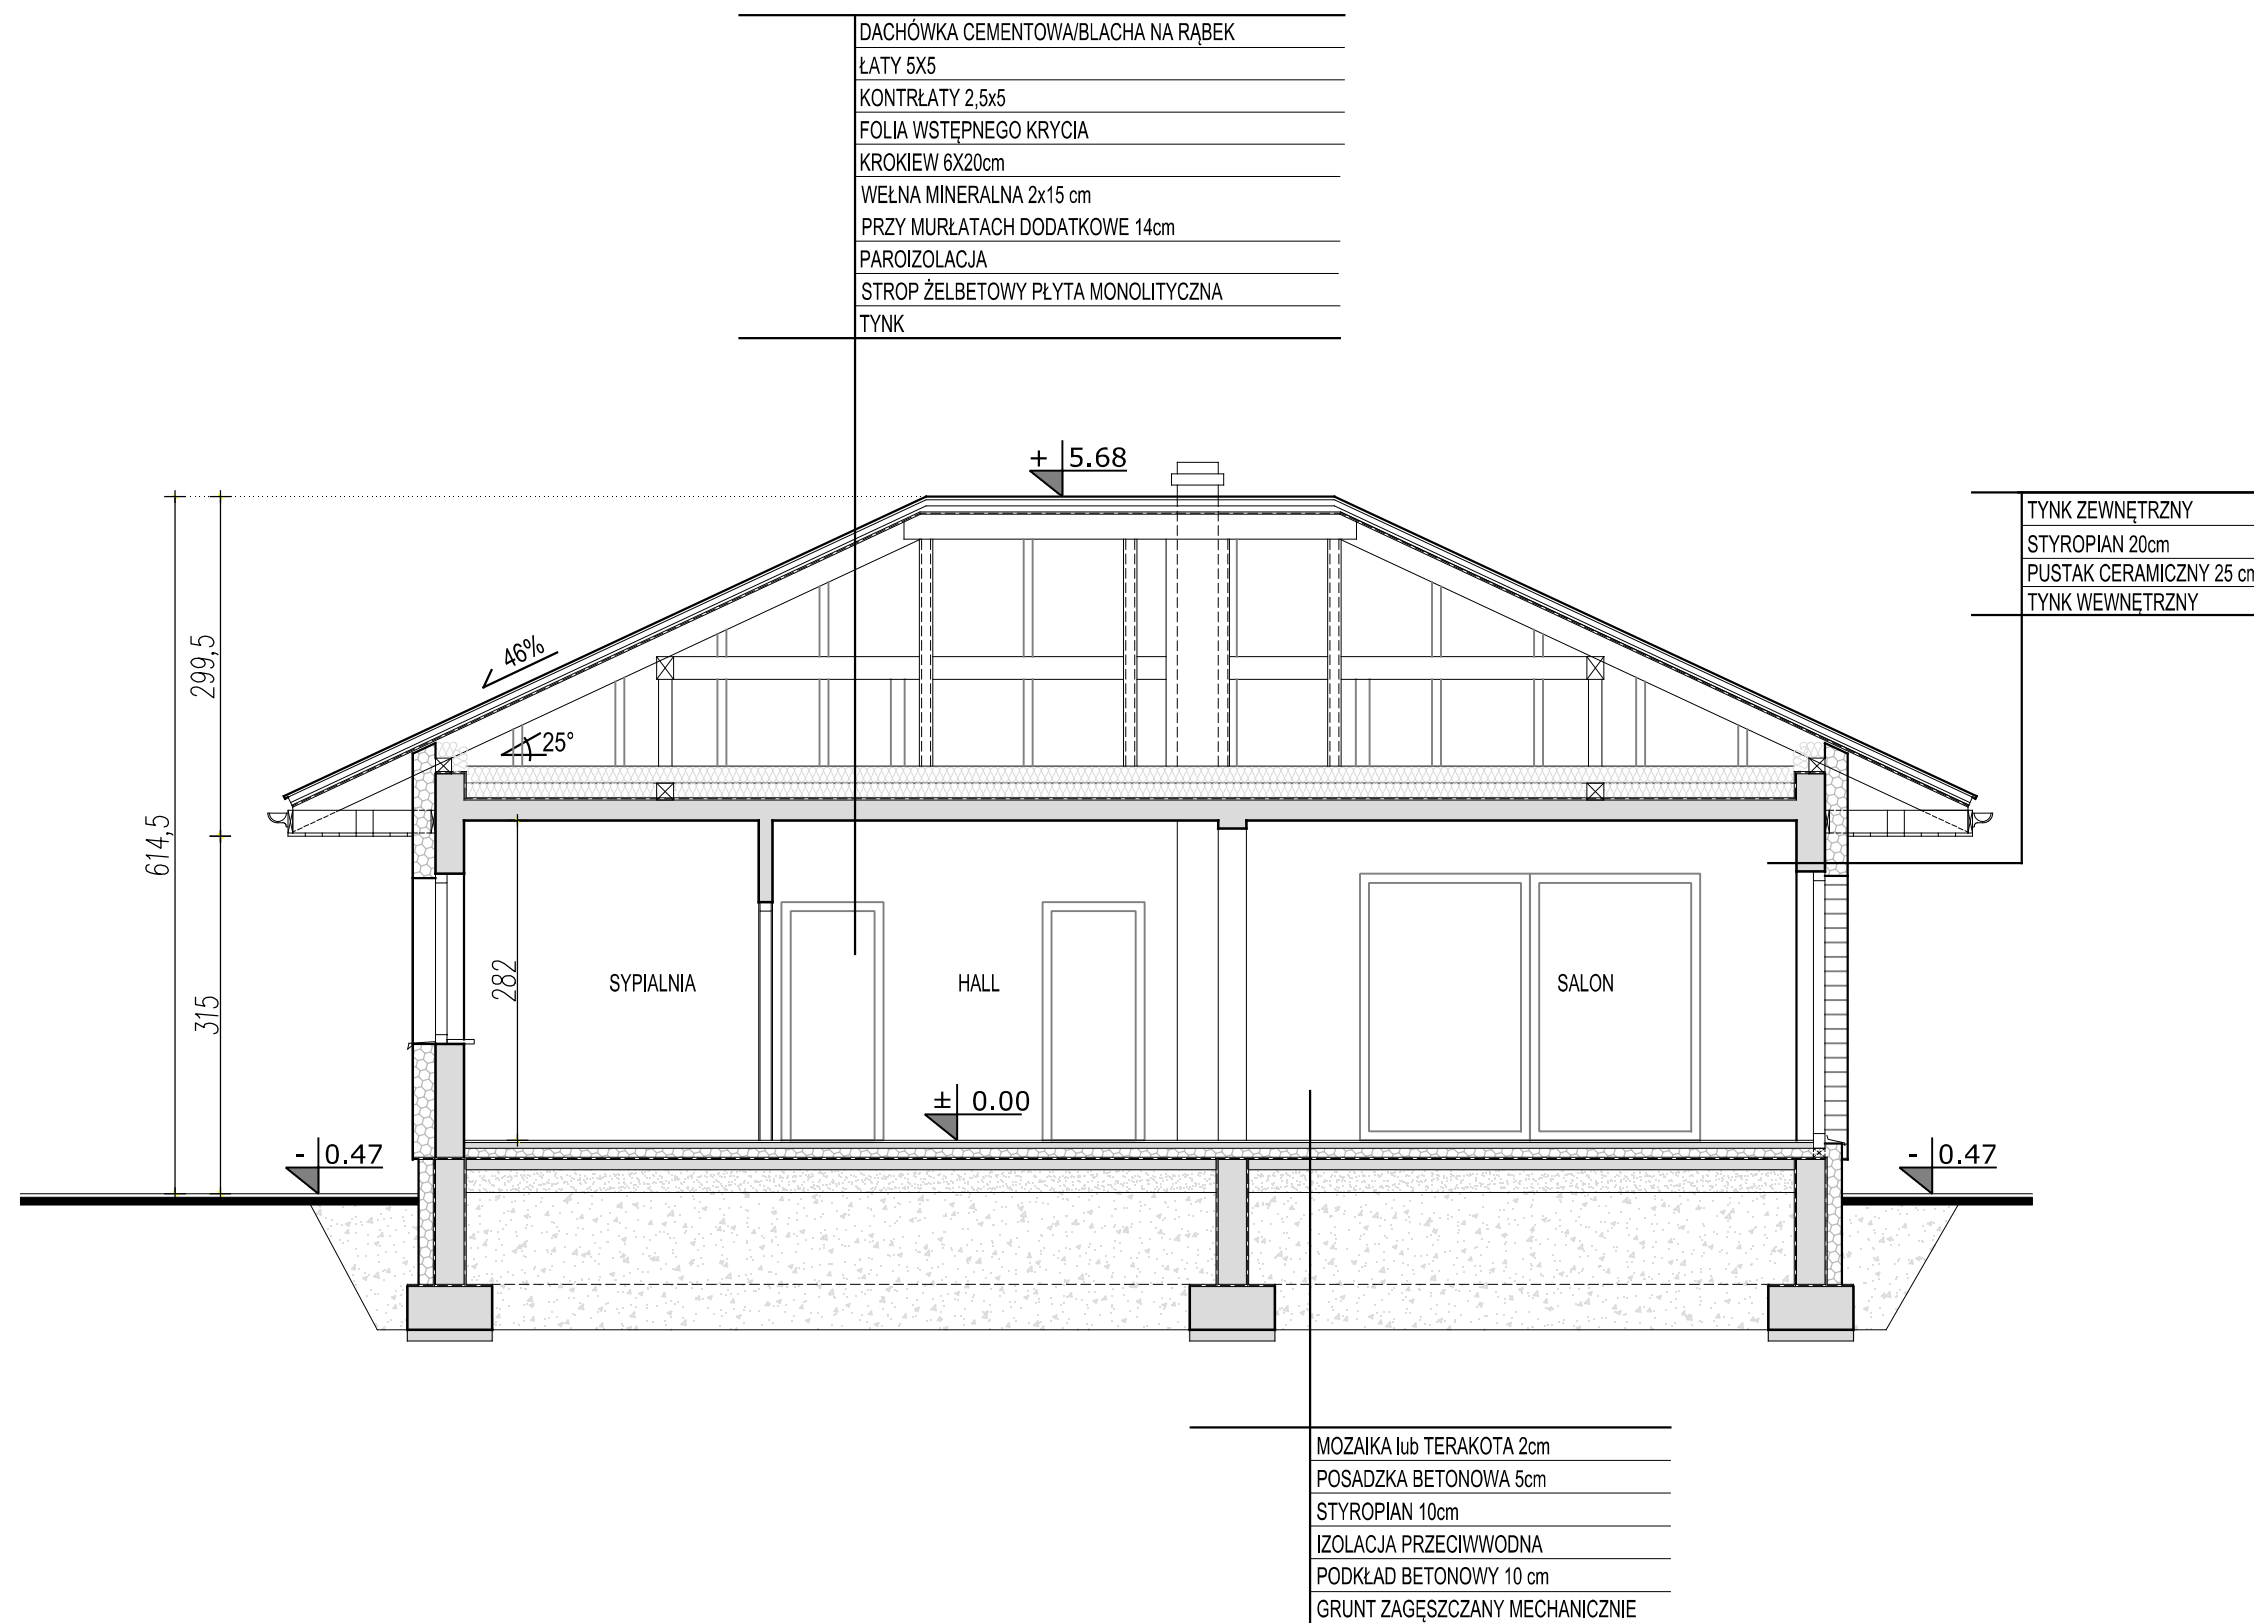 DACHÓWKA CEMENTOWA/BLACHA NA RĄBEK
ŁATY 5X5
KONTRŁATY 2,5x5
FOLIA WSTĘPNEGO KRYCIA
KROKIEW 6X20cm
WEŁNA MINERALNA 2x15 cm
PRZY MURŁATACH DODATKOWE 14cm
PAROIZOLACJA
STROP ŻELBETOWY PŁYTA MONOLITYCZNA
TYNK
+ 5.68
TYNK ZEWNĘTRZNY
STYROPIAN 20cm
PUSTAK CERAMICZNY 25 cm
TYNK WEWNĘTRZNY
299,5
46%
25°
614,5
315
282
SYPIALNIA
HALL
SALON
± 0.00
- 0.47
- 0.47
MOZAIKA lub TERAKOTA 2cm
POSADZKA BETONOWA 5cm
STYROPIAN 10cm
IZOLACJA PRZECIWWODNA
PODKŁAD BETONOWY 10 cm
GRUNT ZAGĘSZCZANY MECHANICZNIE